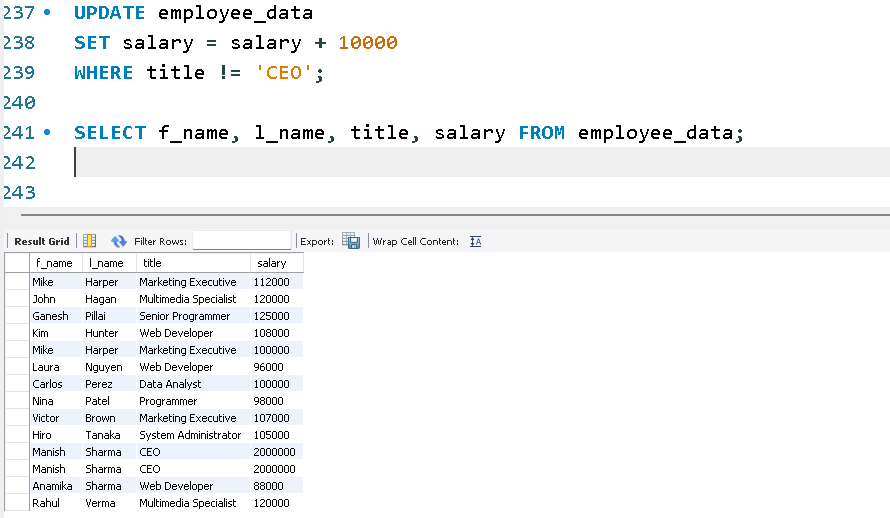 237 UPDATE employee_data
238 SET salary = salary + 10000
239 WHERE title != 'CEO';
240
241 SELECT f_name, l_name, title, salary FROM employee_data;
242
243
Result Grid Filter Rows: Export: Wrap Cell Content: IA
f_name l_name title salary
Mike Harper Marketing Executive 112000
John Hagan Multimedia Specialist 120000
Ganesh Pillai Senior Programmer 125000
Kim Hunter Web Developer 108000
Mike Harper Marketing Executive 100000
Laura Nguyen Web Developer 96000
Carlos Perez Data Analyst 100000
Nina Patel Programmer 98000
Victor Brown Marketing Executive 107000
Hiro Tanaka System Administrator 105000
Manish Sharma CEO 2000000
Manish Sharma CEO 2000000
Anamika Sharma Web Developer 88000
Rahul Verma Multimedia Specialist 120000